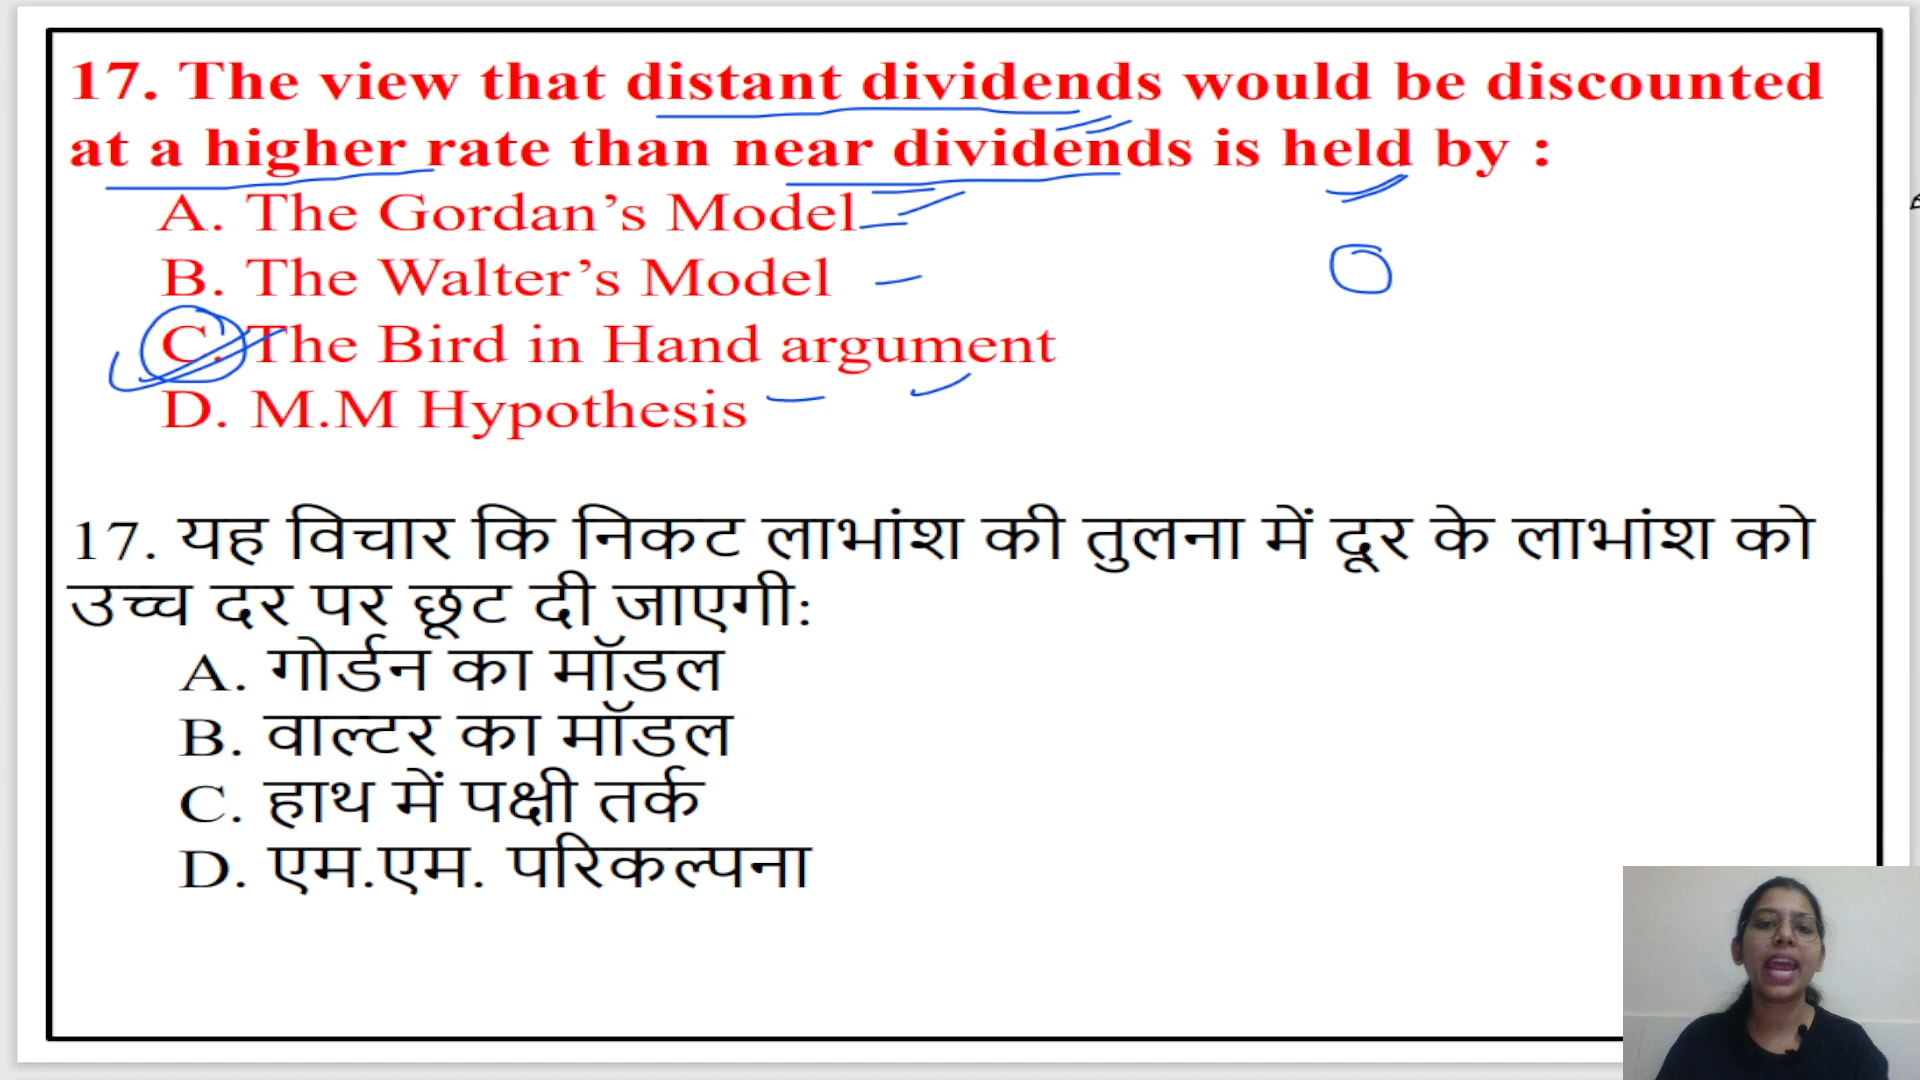 17. The view that distant dividends would be discounted
at a higher rate than near dividends is held by :
A. The Gordan’s Model
B. The Walter’s Model
C. The Bird in Hand argument
D. M.M Hypothesis
17. यह विचार कि निकट लाभांश की तुलना में दूर के लाभांश को
उच्च दर पर छूट दी जाएगी:
A. गोर्डन का मॉडल
B. वाल्टर का मॉडल
C. हाथ में पक्षी तर्क
D. एम.एम. परिकल्पना